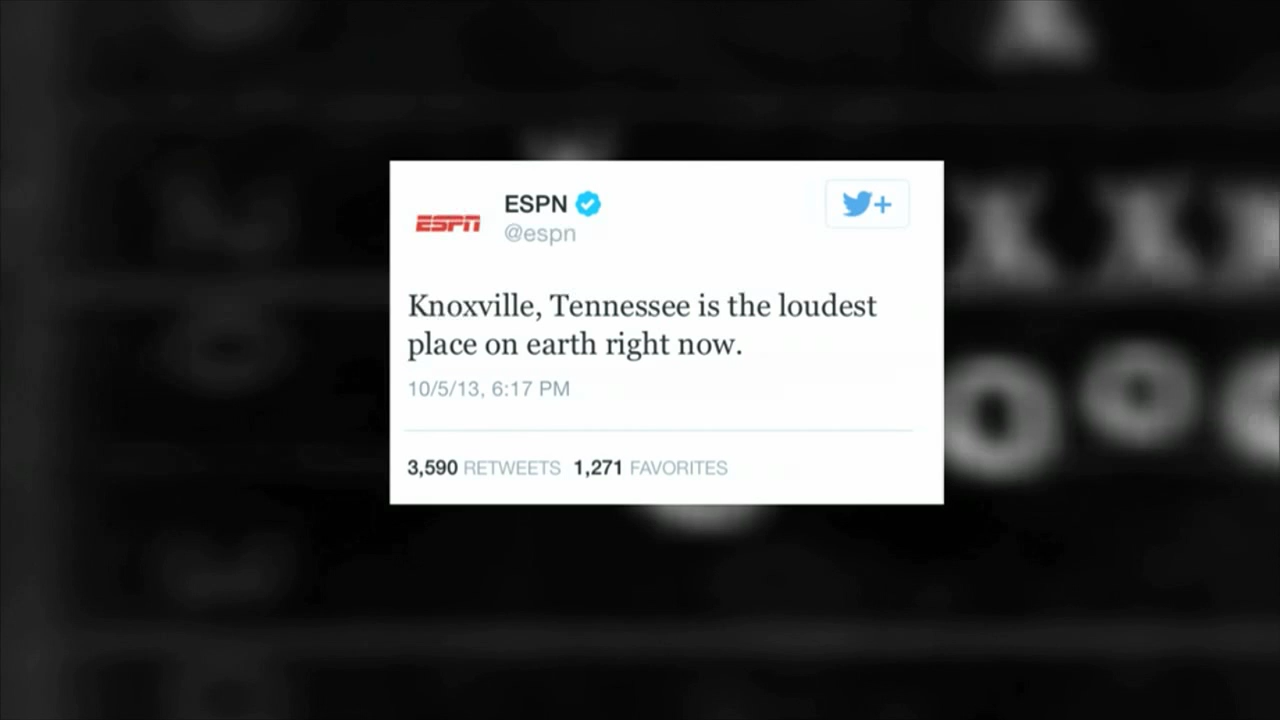 ESPN
ESPN
@espn
Knoxville, Tennessee is the loudest
place on earth right now.
10/5/13, 6:17 PM
3,590 RETWEETS 1,271 FAVORITES